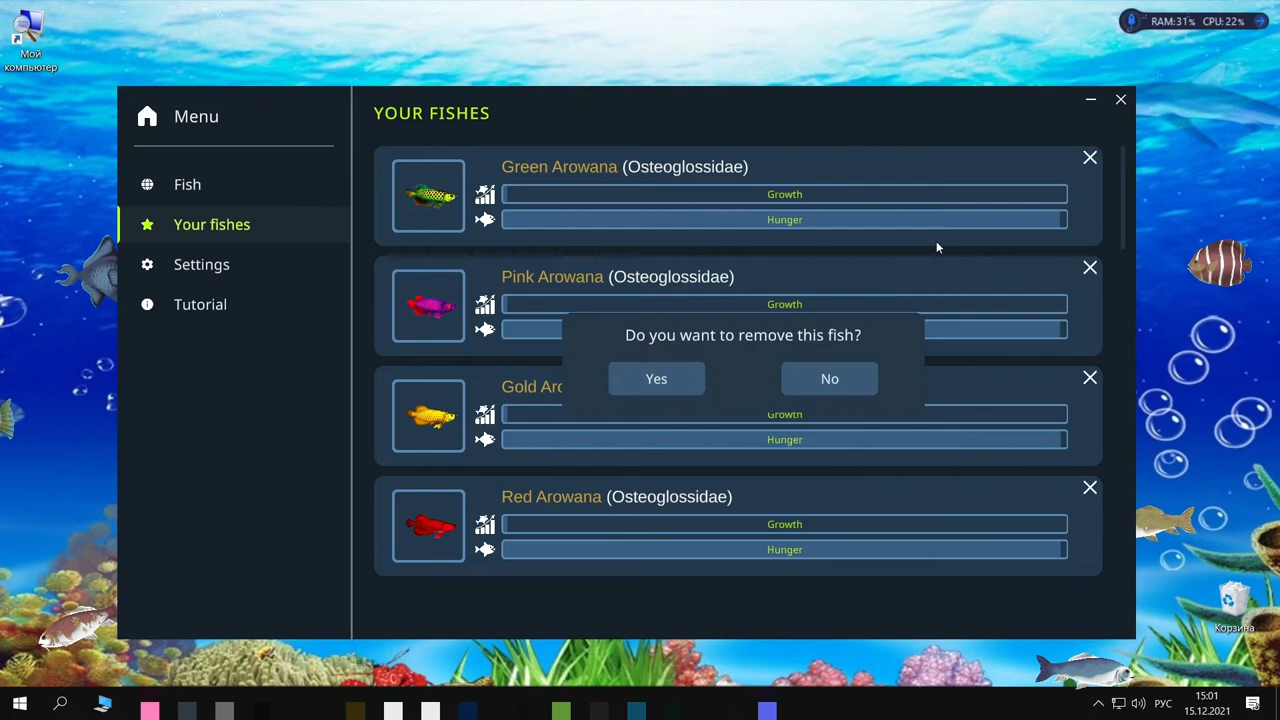 Мой
компьютер
RAM:31% CPU:22%
Menu
Fish
Your fishes
Settings
Tutorial
YOUR FISHES
Green Arowana (Osteoglossidae)
Growth
Hunger
Pink Arowana (Osteoglossidae)
Growth
Do you want to remove this fish?
Yes
No
Gold
Growth
Hunger
Red Arowana (Osteoglossidae)
Growth
Hunger
Корзина
РУС
15:01
15.12.2021